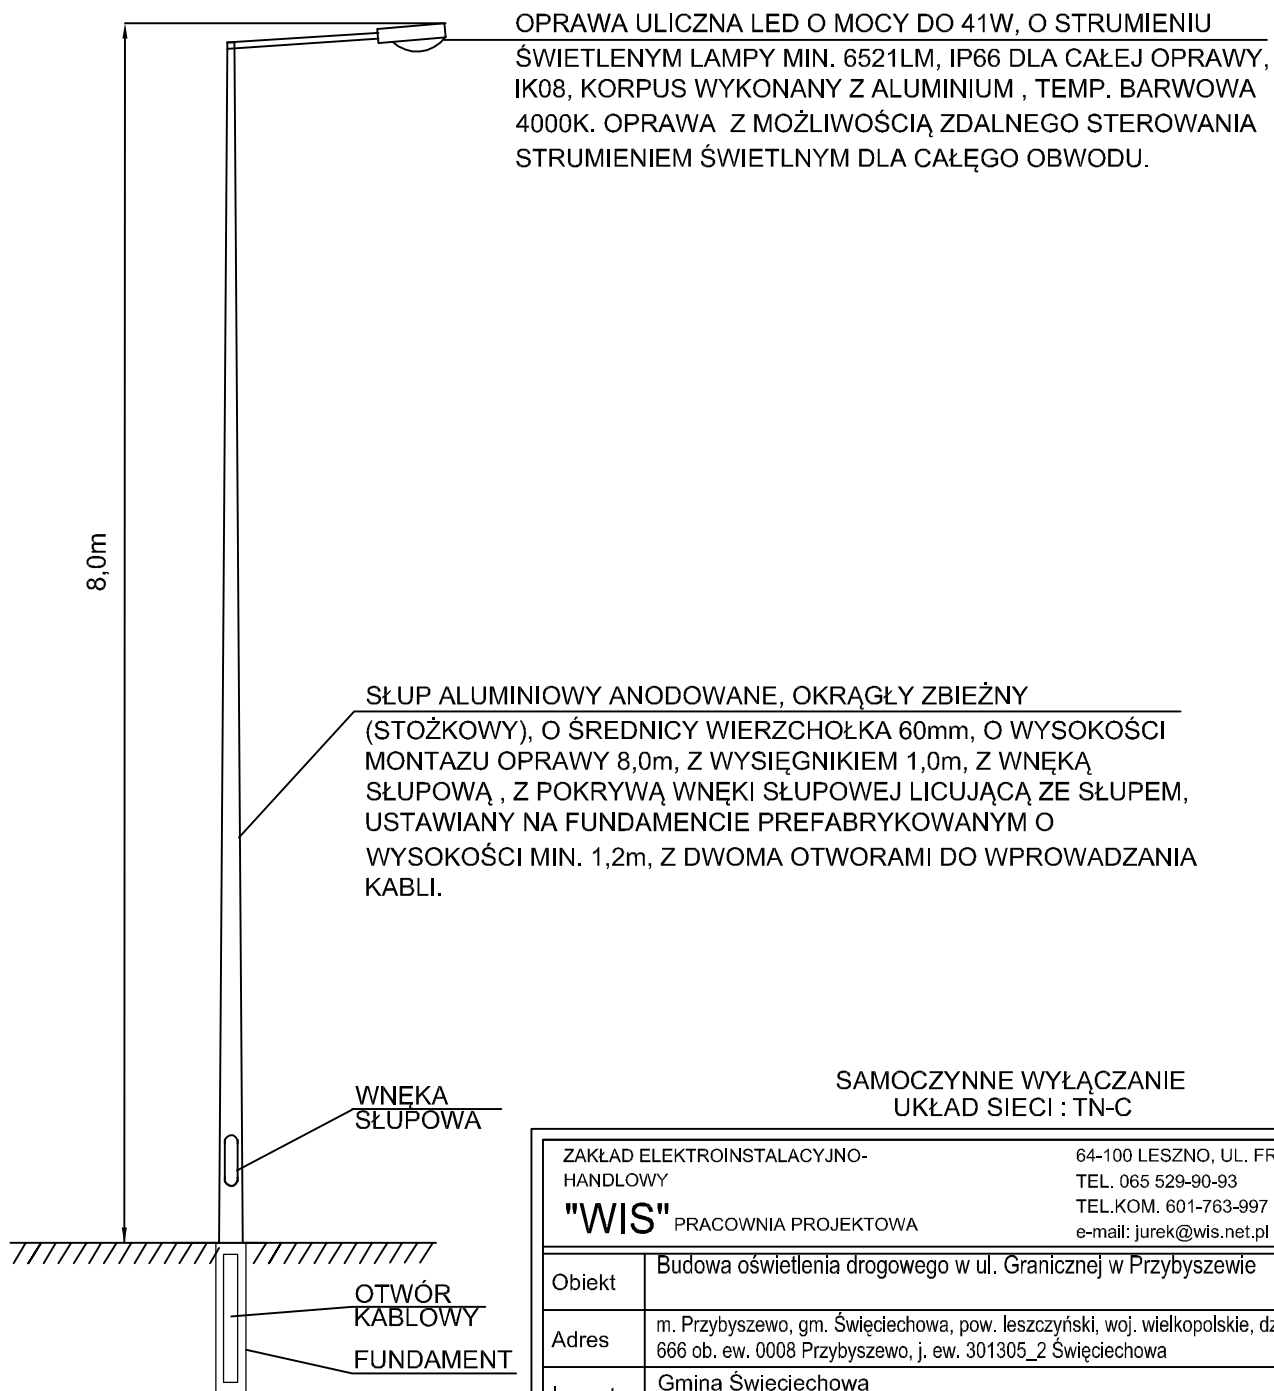 OPRAWA ULICZNA LED O MOCY DO 41W, O STRUMIENIU
ŚWIETLENYM LAMPY MIN. 6521LM, IP66 DLA CAŁEJ OPRAWY,
IK08, KORPUS WYKONANY Z ALUMINIUM , TEMP. BARWOWA
4000K. OPRAWA Z MOŻLIWOŚCIĄ ZDALNEGO STEROWANIA
STRUMIENIEM ŚWIETLNYM DLA CAŁĘGO OBWODU.
8,0m
SŁUP ALUMINIOWY ANODOWANE, OKRĄGŁY ZBIEŻNY
(STOŻKOWY), O ŚREDNICY WIERZCHOŁKA 60mm, O WYSOKOŚCI
MONTAZU OPRAWY 8,0m, Z WYSIĘGNIKIEM 1,0m, Z WNĘKĄ
SŁUPOWĄ , Z POKRYWĄ WNĘKI SŁUPOWEJ LICUJĄCĄ ZE SŁUPEM,
USTAWIANY NA FUNDAMENCIE PREFABRYKOWANYM O
WYSOKOŚCI MIN. 1,2m, Z DWOMA OTWORAMI DO WPROWADZANIA
KABLI.
WNĘKA
SŁUPOWA
SAMOCZYNNE WYŁĄCZANIE
UKŁAD SIECI : TN-C
ZAKŁAD ELEKTROINSTALACYJNO-
HANDLOWY
"WIS" PRACOWNIA PROJEKTOWA
64-100 LESZNO, UL. FR
TEL. 065 529-90-93
TEL.KOM. 601-763-997
e-mail: jurek@wis.net.pl
OTWÓR
KABLOWY
FUNDAMENT
Obiekt
Budowa oświetlenia drogowego w ul. Granicznej w Przybyszewie
Adres
m. Przybyszewo, gm. Święciechowa, pow. leszczyński, woj. wielkopolskie, dz
666 ob. ew. 0008 Przybyszewo, j. ew. 301305_2 Święciechowa
Gmina Święciechowa